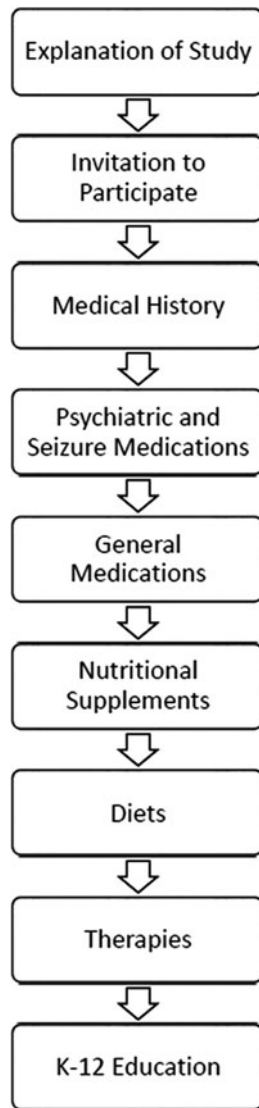 Explanation of Study
Invitation to
Participate
Medical History
Psychiatric and
Seizure Medications
General
Medications
Nutritional
Supplements
Diets
Therapies
K-12 Education